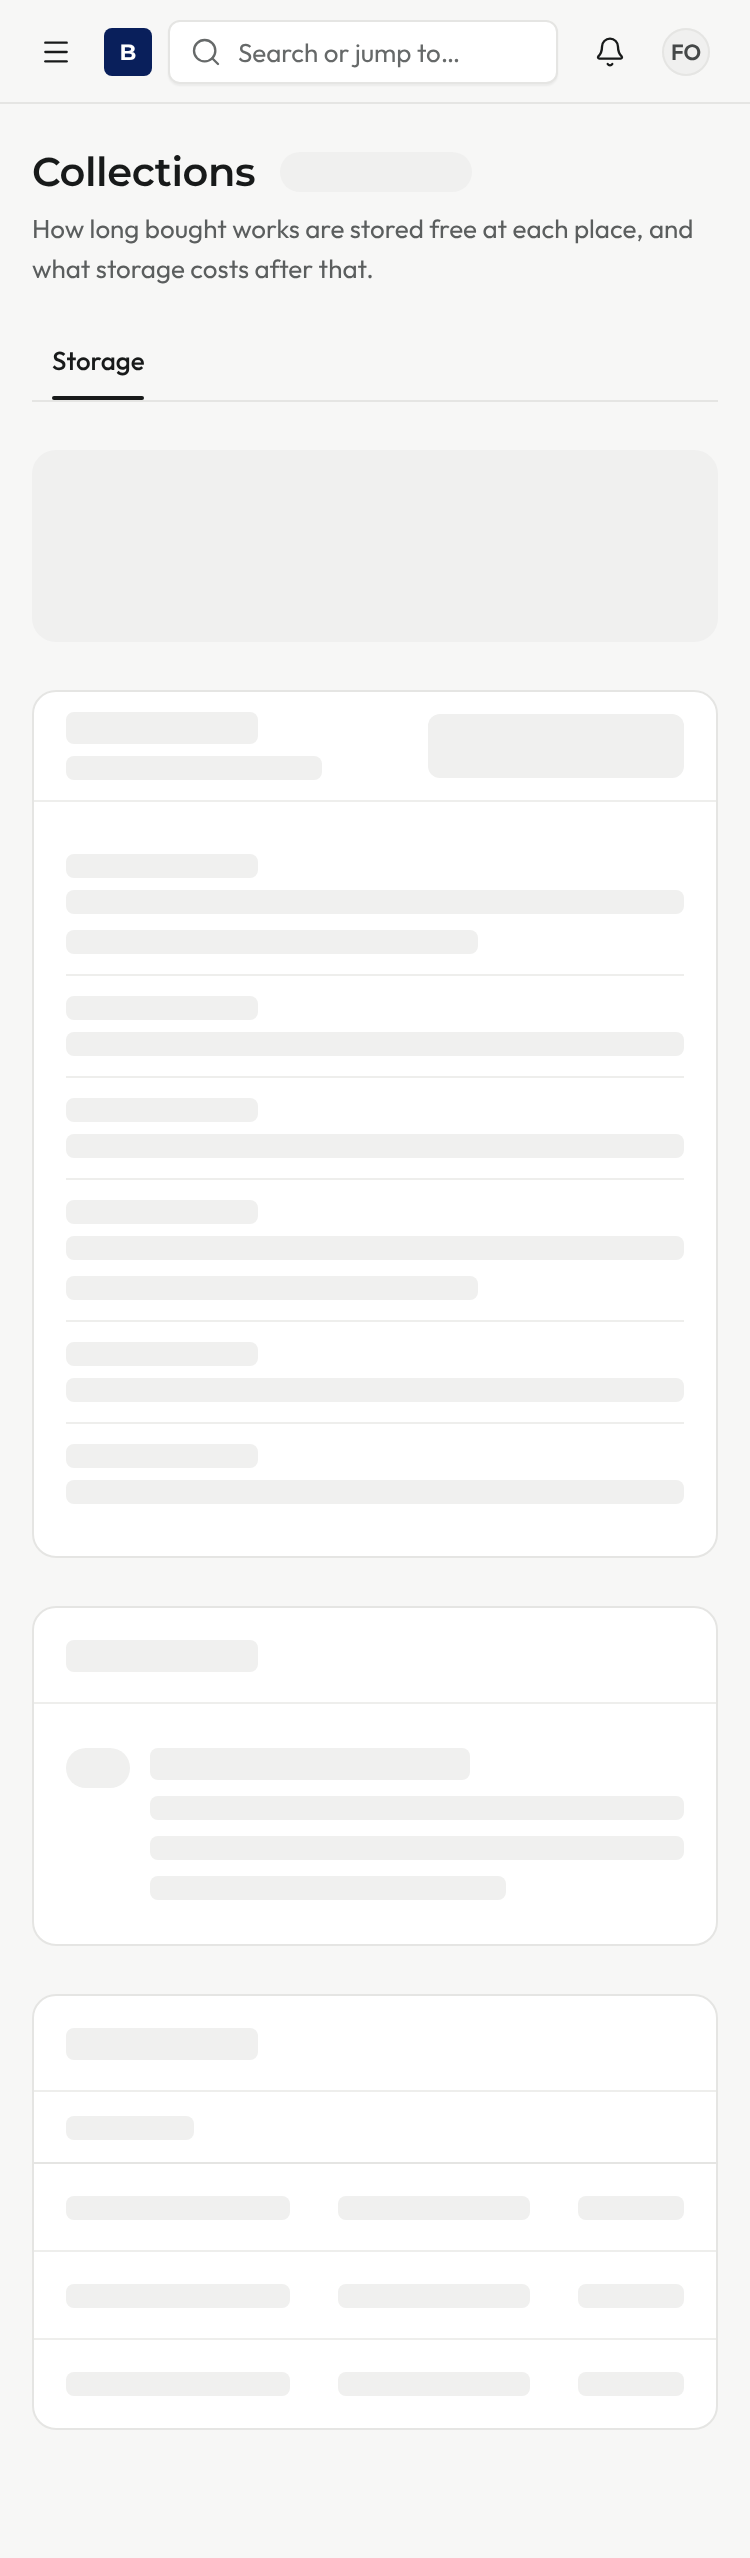 B
Search or jump to…
FO
Collections
How long bought works are stored free at each place, and
what storage costs after that.
Storage